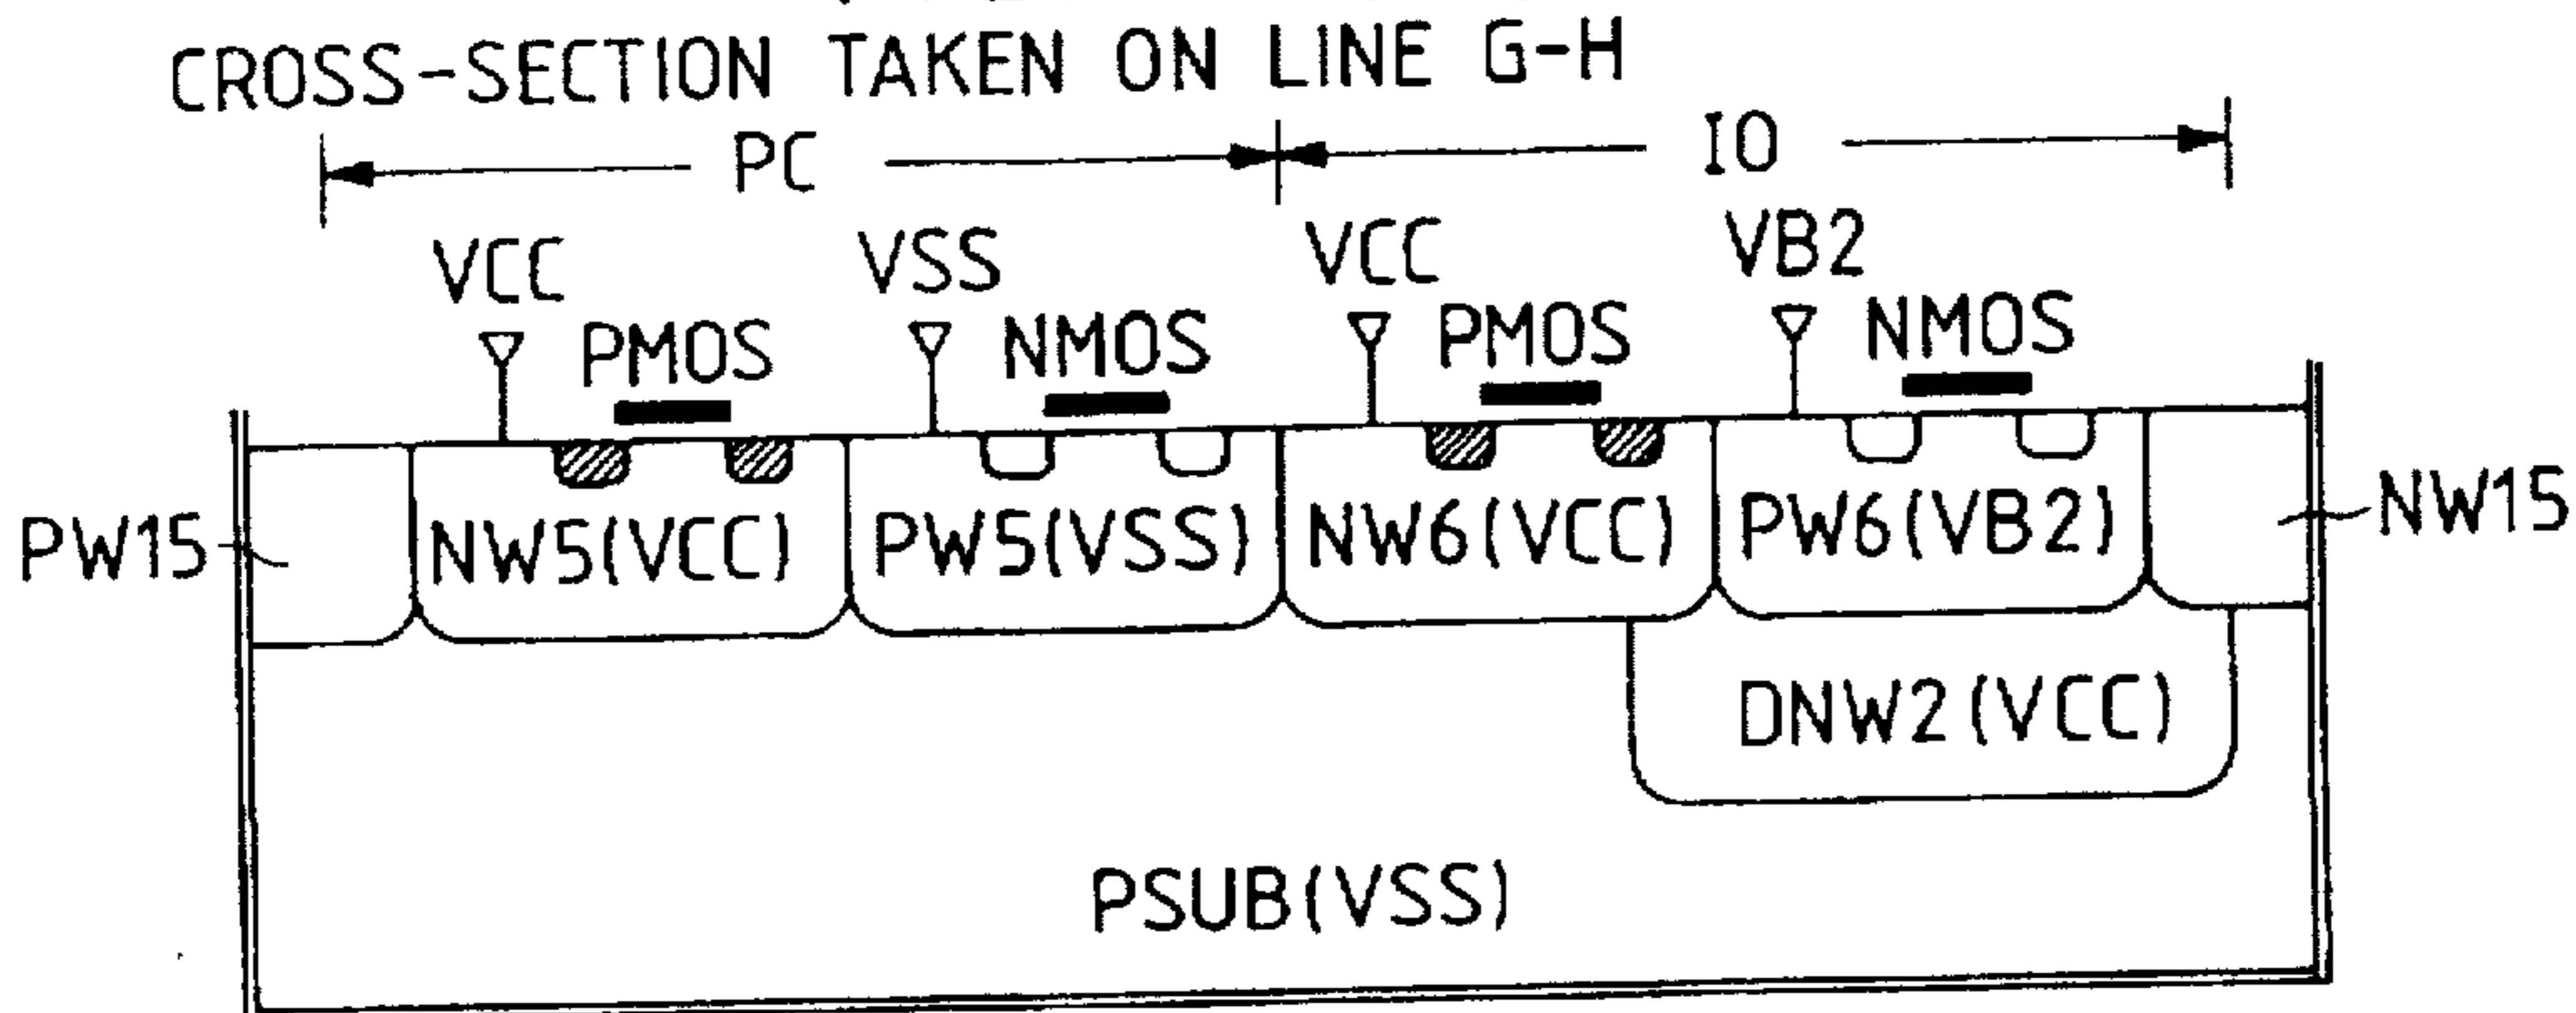 CROSS-SECTION TAKEN ON LINE G-H
PC IO
VCC VSS VCC VB2
PMOS NMOS PMOS NMOS
PW15 NW5(VCC) PW5(VSS) NW6(VCC) PW6(VB2) NW15
DNW2(VCC)
PSUB(VSS)